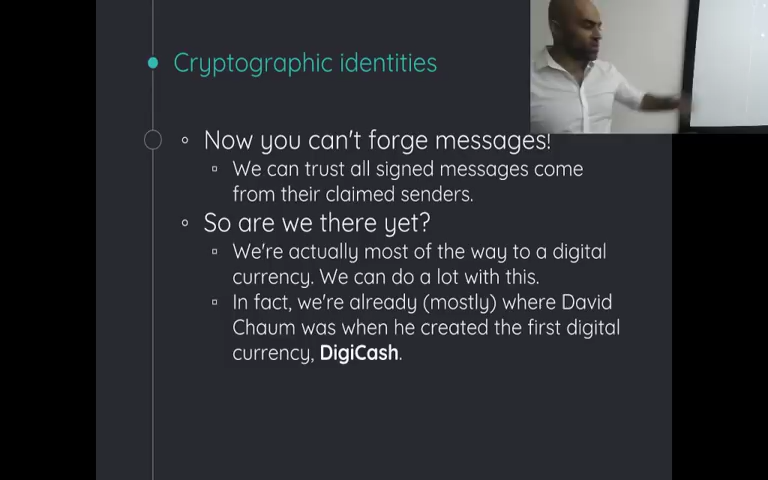 Cryptographic identities
Now you can't forge messages!
We can trust all signed messages come
from their claimed senders.
So are we there yet?
We're actually most of the way to a digital
currency. We can do a lot with this.
In fact, we're already (mostly) where David
Chaum was when he created the first digital
currency, DigiCash.